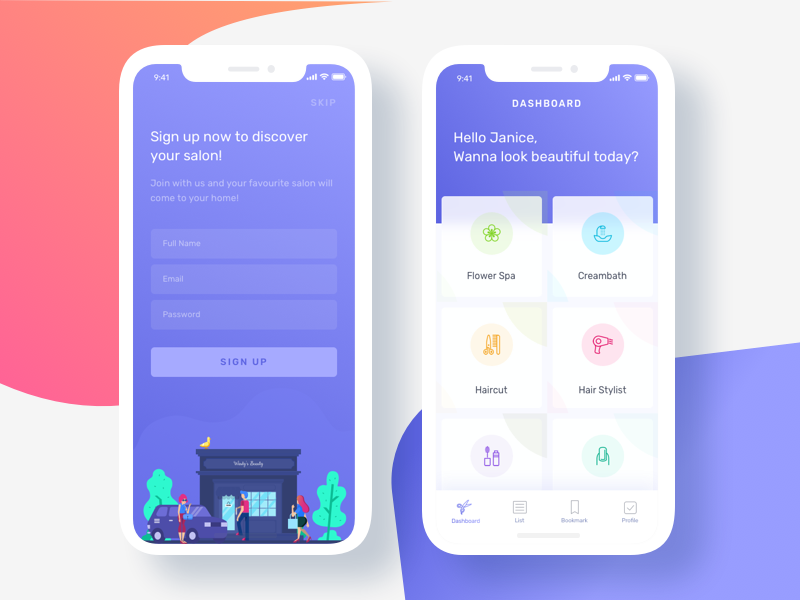 9:41
SKIP
Sign up now to discover
your salon!
Join with us and your favourite salon will
come to your home!
Full Name
Email
Password
SIGN UP
Wendy's Beauty
9:41
DASHBOARD
Hello Janice,
Wanna look beautiful today?
Flower Spa
Creambath
Haircut
Hair Stylist
Dashboard
List
Bookmark
Profile